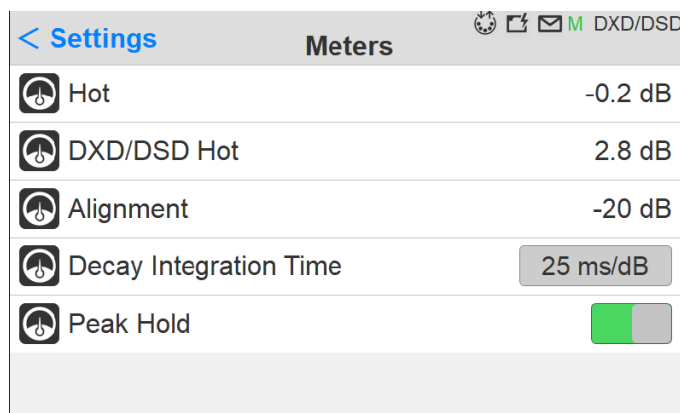 < Settings
Meters
M DXD/DSD
Hot
-0.2 dB
DXD/DSD Hot
2.8 dB
Alignment
-20 dB
Decay Integration Time
25 ms/dB
Peak Hold